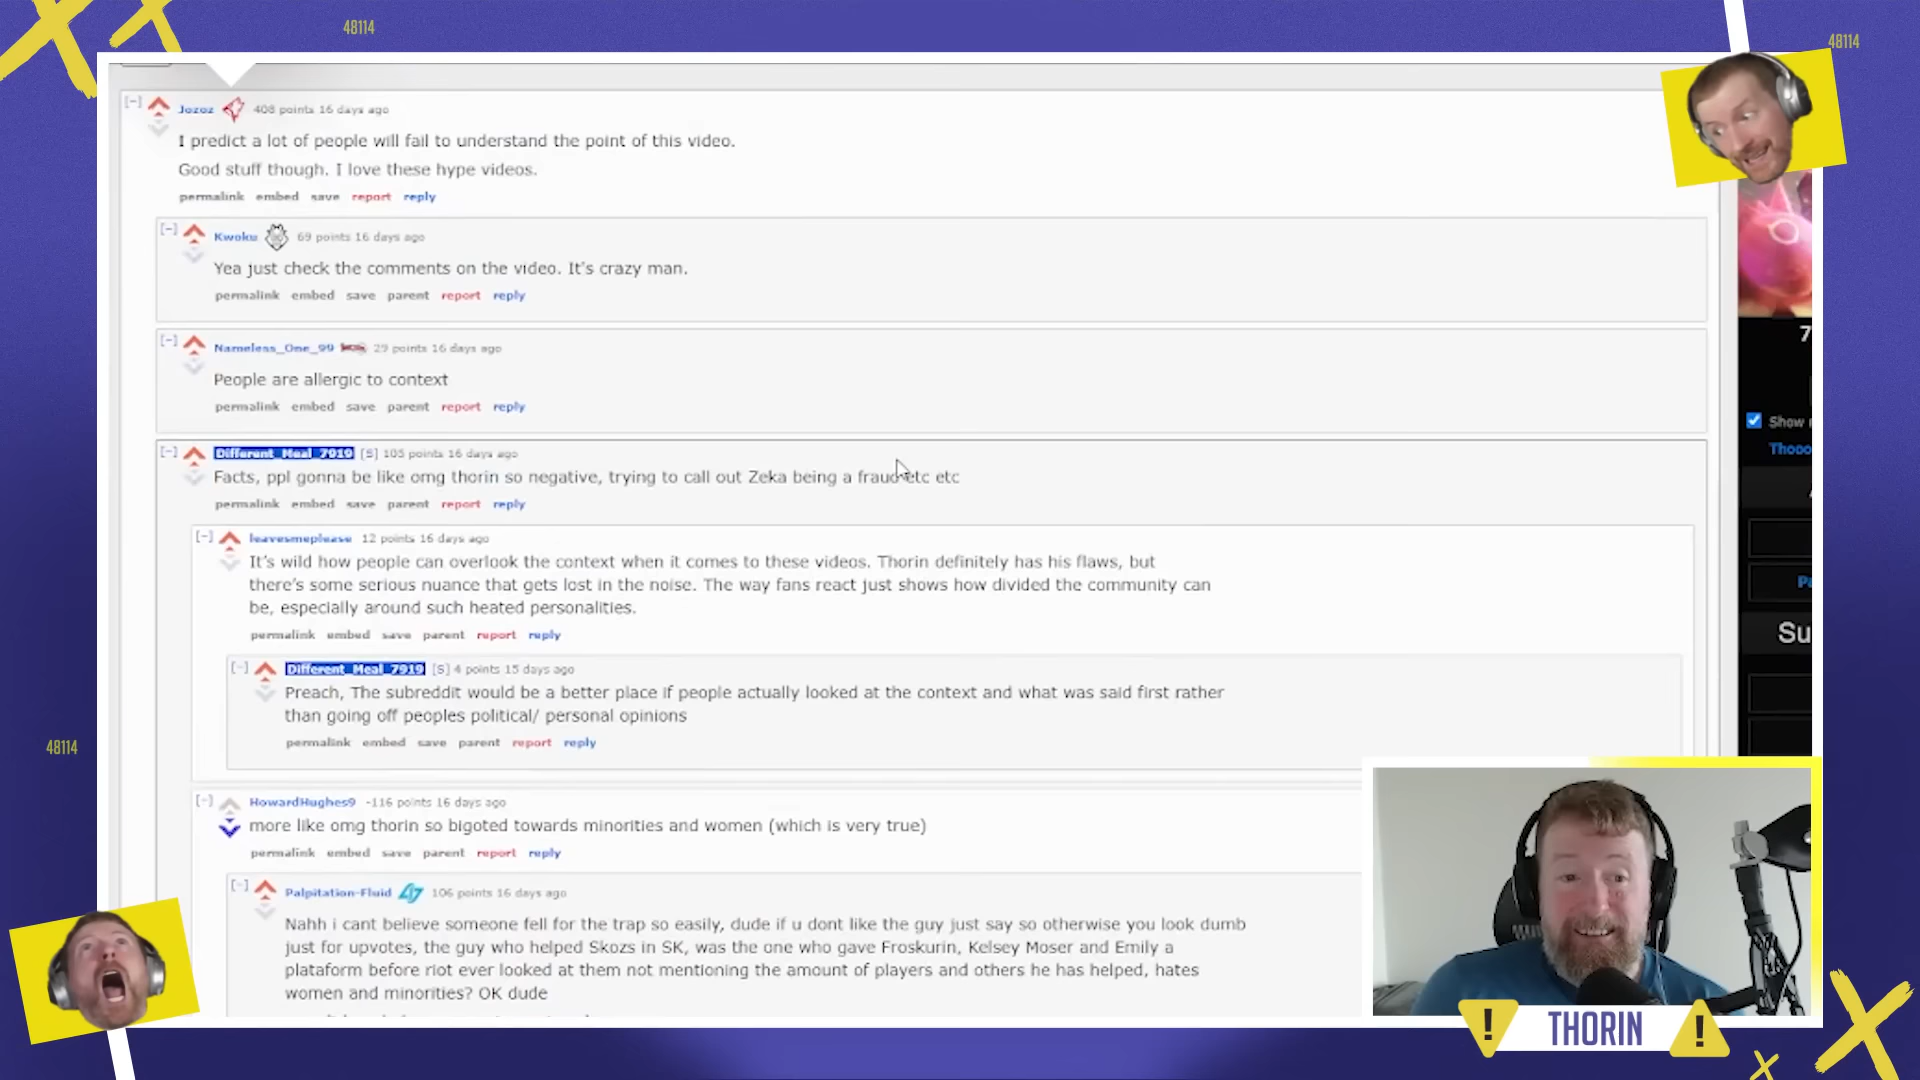 48114
48114
[-] Jozoz 408 points 16 days ago
I predict a lot of people will fail to understand the point of this video.
Good stuff though. I love these hype videos.
permalink embed save report reply
[-] Kwoku 69 points 16 days ago
Yea just check the comments on the video. It's crazy man.
permalink embed save parent report reply
[-] Nameless_One_99 29 points 16 days ago
People are allergic to context
permalink embed save parent report reply
[-] Different_Meal_7919 [S] 105 points 16 days ago
Facts, ppl gonna be like omg thorin so negative, trying to call out Zeka being a fraud etc etc
permalink embed save parent report reply
[-] leavesmeplease 12 points 16 days ago
It's wild how people can overlook the context when it comes to these videos. Thorin definitely has his flaws, but
there's some serious nuance that gets lost in the noise. The way fans react just shows how divided the community can
be, especially around such heated personalities.
permalink embed save parent report reply
[-] Different_Meal_7919 [S] 4 points 15 days ago
Preach, The subreddit would be a better place if people actually looked at the context and what was said first rather
than going off peoples political/ personal opinions
permalink embed save parent report reply
[-] HowardHughes9 -116 points 16 days ago
more like omg thorin so bigoted towards minorities and women (which is very true)
permalink embed save parent report reply
[-] Palpitation-Fluid 106 points 16 days ago
Nahh i cant believe someone fell for the trap so easily, dude if u dont like the guy just say so otherwise you look dumb
just for upvotes, the guy who helped Skozs in SK, was the one who gave Froskurin, Kelsey Moser and Emily a
plataform before riot ever looked at them not mentioning the amount of players and others he has helped, hates
women and minorities? OK dude
7
Show
Thooo
Pa
Su
48114
! THORIN !